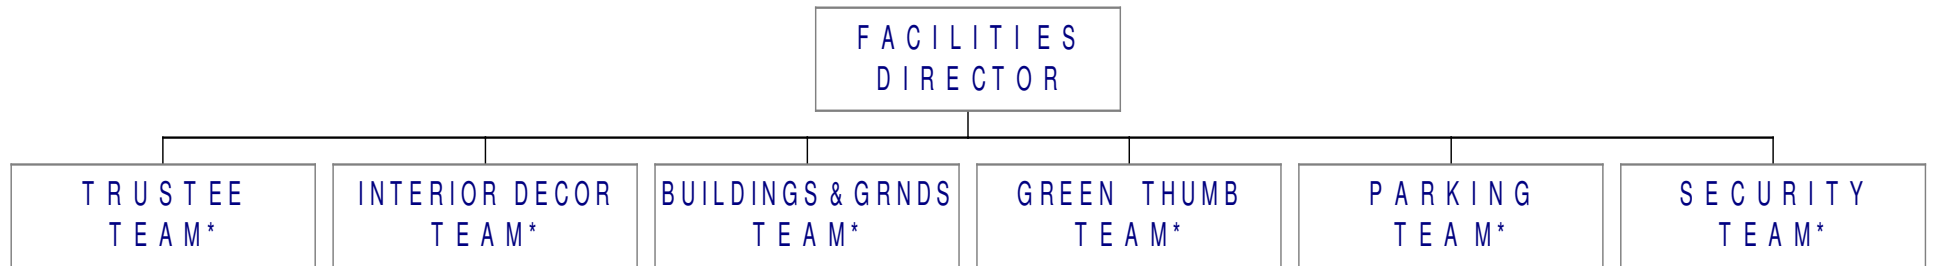 FACILITIES
DIRECTOR
TRUSTEE
TEAM*
INTERIOR DECOR
TEAM*
BUILDINGS & GRNDS
TEAM*
GREEN THUMB
TEAM*
PARKING
TEAM*
SECURITY
TEAM*